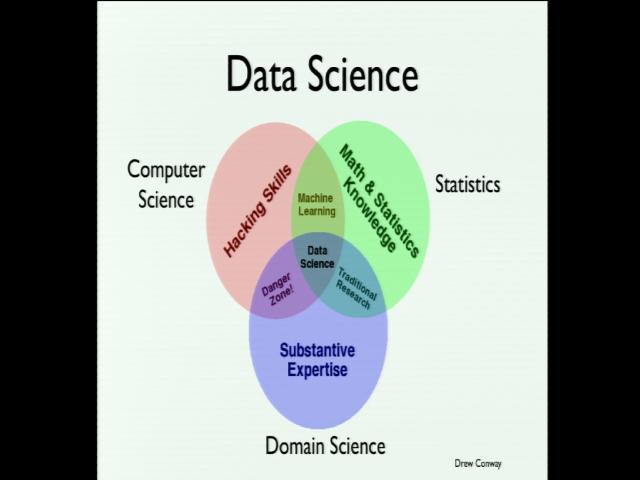 Data Science
Computer
Science
Statistics
Hacking Skills
Math & Statistics
Knowledge
Machine
Learning
Data
Science
Danger
Zone!
Traditional
Research
Substantive
Expertise
Domain Science
Drew Conway